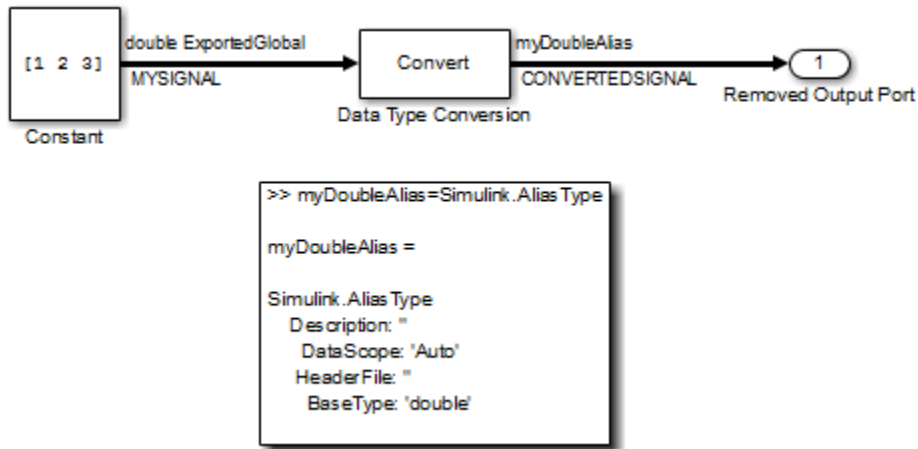 [1 2 3]
double ExportedGlobal
MYSIGNAL
Constant
Convert
Data Type Conversion
myDoubleAlias
CONVERTEDSIGNAL
1
Removed Output Port
>> myDoubleAlias=Simulink.AliasType
myDoubleAlias =
Simulink.AliasType
Description: ''
DataScope: 'Auto'
HeaderFile: ''
BaseType: 'double'